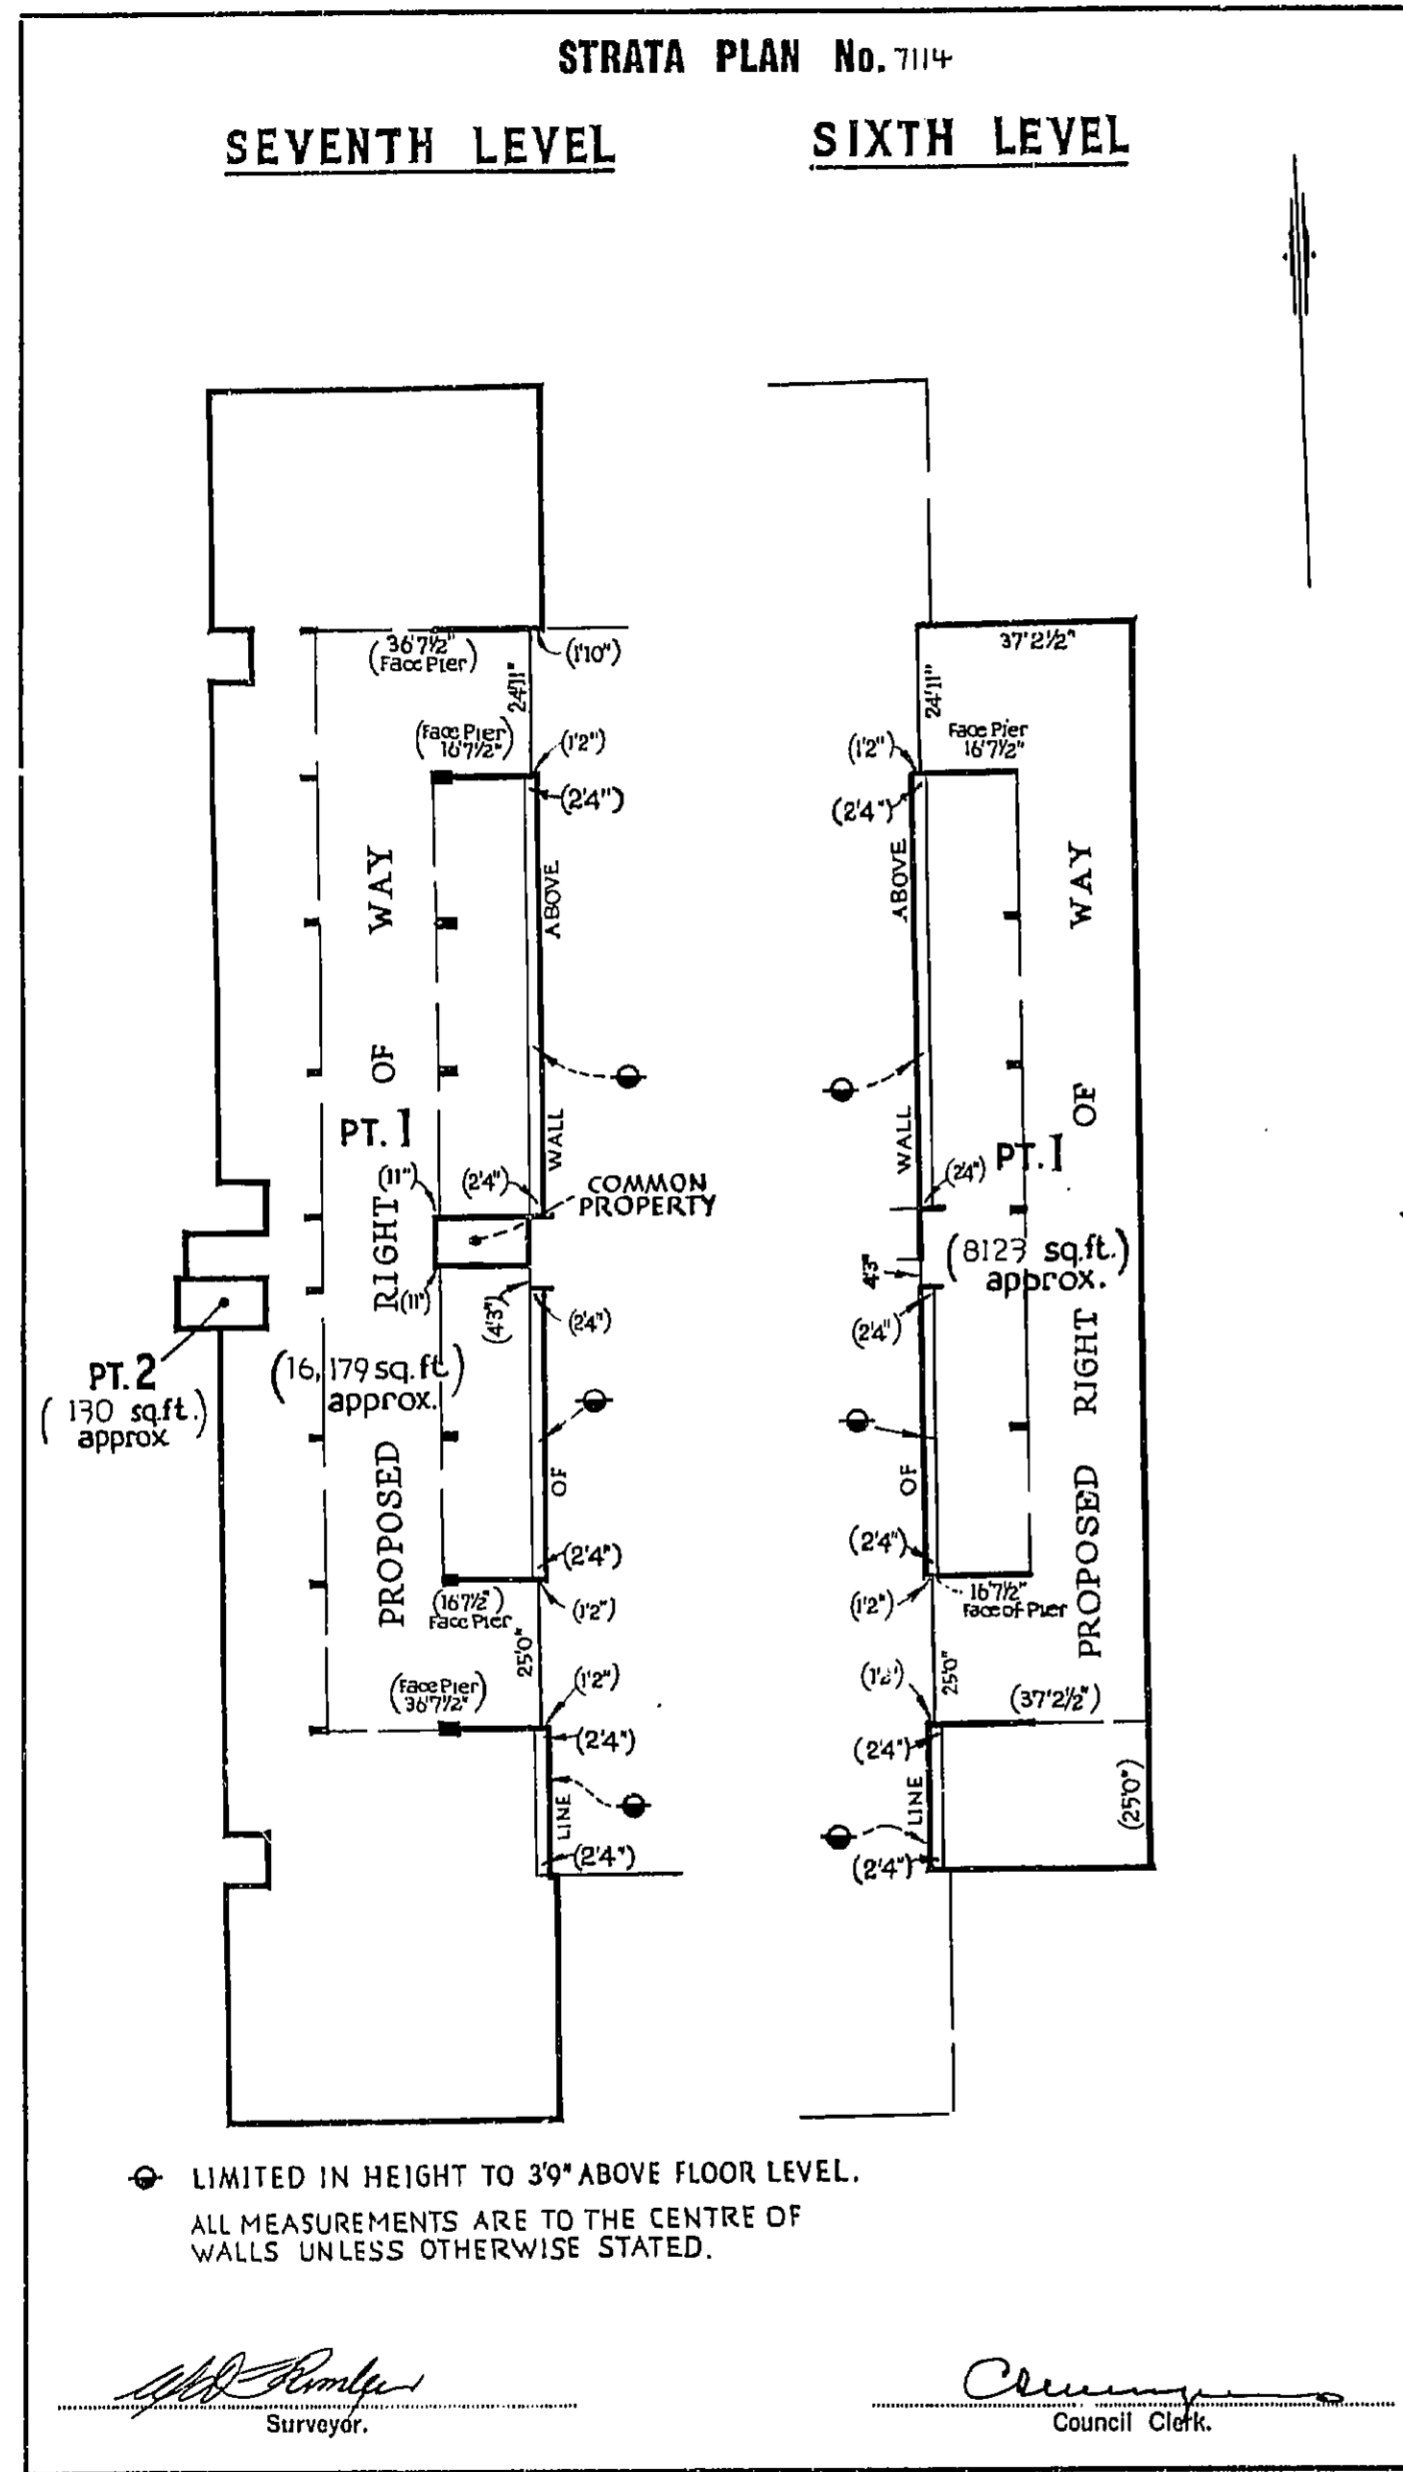 STRATA PLAN No. 7114
SEVENTH LEVEL
SIXTH LEVEL
36'7½"
(Face Pier)
(1'10")
24'11"
(Face Pier
16'7½")
(1'2")
(2'4")
WAY
ABOVE
OF
PT. 1
WALL
(11")
(2'4")
COMMON
PROPERTY
RIGHT
(11")
(4'3")
(2'4")
PT. 2
(130 sq.ft.)
approx
(16,179 sq.ft.)
approx.
PROPOSED
OF
(2'4")
(16'7½")
Face Pier
(1'2")
25'0"
(Face Pier)
36'7½"
(1'2")
(2'4")
LINE
(2'4")
37'2½"
24'11"
Face Pier
16'7½"
(1'2")
(2'4")
ABOVE
WAY
OF
WALL
(2'4")
PT. 1
(8123 sq.ft.)
approx.
4'3"
(2'4")
RIGHT
OF
PROPOSED
(2'4")
16'7½"
Face of Pier
(1'2")
(1'2")
25'0"
(37'2½")
(2'4")
LINE
(25'0")
(2'4")
LIMITED IN HEIGHT TO 3'9" ABOVE FLOOR LEVEL.
ALL MEASUREMENTS ARE TO THE CENTRE OF
WALLS UNLESS OTHERWISE STATED.
Surveyor.
Council Clerk.